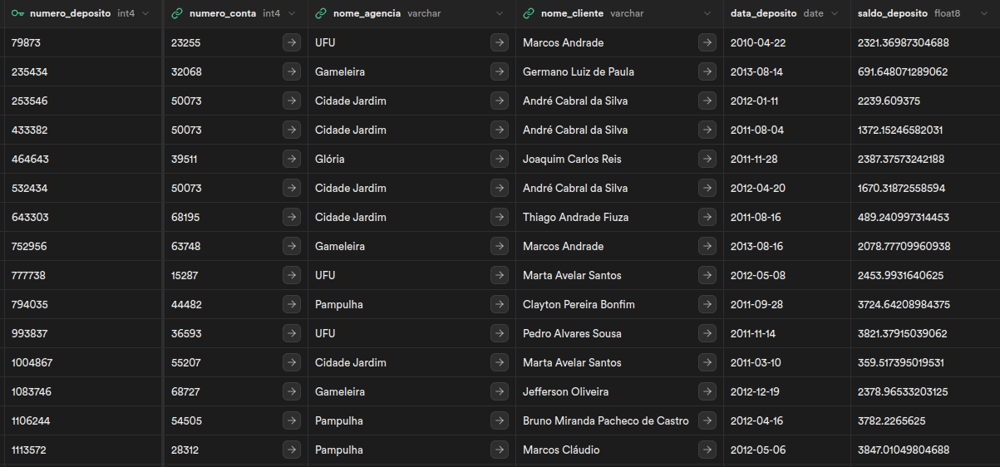 numero_deposito int4 numero_conta int4 nome_agencia varchar nome_cliente varchar data_deposito date saldo_deposito float8
79873 23255 UFU Marcos Andrade 2010-04-22 2321.36987304688
235434 32068 Gameleira Germano Luiz de Paula 2013-08-14 691.648071289062
253546 50073 Cidade Jardim André Cabral da Silva 2012-01-11 2239.609375
433382 50073 Cidade Jardim André Cabral da Silva 2011-08-04 1372.15246582031
464643 39511 Glória Joaquim Carlos Reis 2011-11-28 2387.37573242188
532434 50073 Cidade Jardim André Cabral da Silva 2012-04-20 1670.31872558594
643303 68195 Cidade Jardim Thiago Andrade Fiuza 2011-08-16 489.240997314453
752956 63748 Gameleira Marcos Andrade 2013-08-16 2078.77709960938
777738 15287 UFU Marta Avelar Santos 2012-05-08 2453.9931640625
794035 44482 Pampulha Clayton Pereira Bonfim 2011-09-28 3724.64208984375
993837 36593 UFU Pedro Alvares Sousa 2011-11-14 3821.37915039062
1004867 55207 Cidade Jardim Marta Avelar Santos 2011-03-10 359.517395019531
1083746 68727 Gameleira Jefferson Oliveira 2012-12-19 2378.96533203125
1106244 54505 Pampulha Bruno Miranda Pacheco de Castro 2012-04-16 3782.2265625
1113572 28312 Pampulha Marcos Cláudio 2012-05-06 3847.01049804688